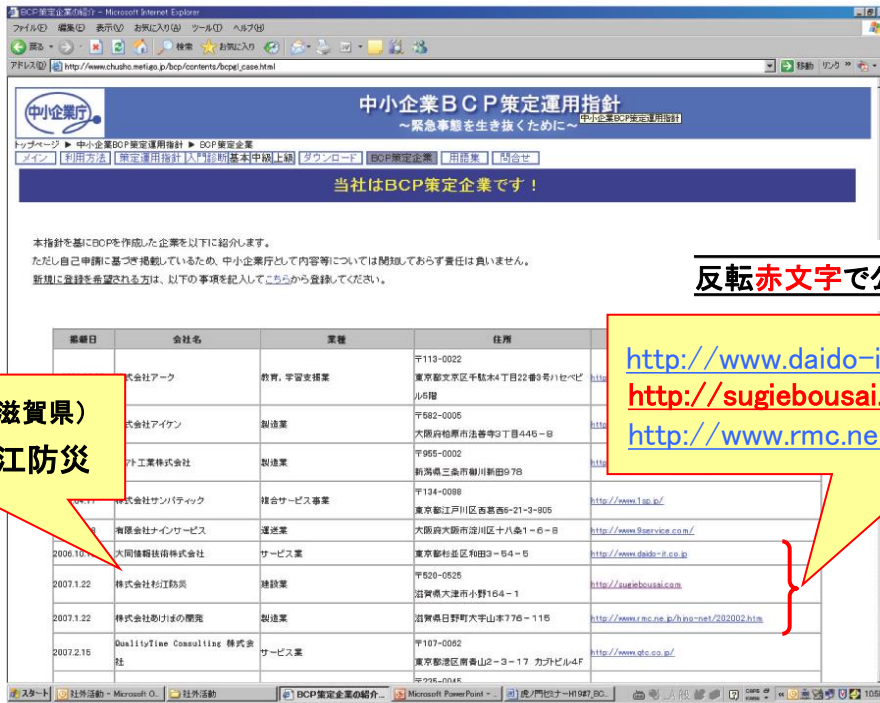 BCP策定企業の紹介 - Microsoft Internet Explorer
ファイル(F) 編集(E) 表示(V) お気に入り(A) ツール(T) ヘルプ(H)
戻る 検索 お気に入り
アドレス(D) http://www.chusho.meti.go.jp/bcp/contents/bcpgl_case.html 移動 リンク
中小企業庁
中小企業BCP策定運用指針
～緊急事態を生き抜くために～
中小企業BCP策定運用指針
トップページ ▶ 中小企業BCP策定運用指針 ▶ BCP策定企業
メイン 利用方法 策定運用指針 入門診断 基本 中級 上級 ダウンロード BCP策定企業 用語集 問合せ
当社はBCP策定企業です！
本指針を基にBCPを作成した企業を以下に紹介します。
ただし自己申請に基づき掲載しているため、中小企業庁として内容等については関知しておらず責任は負いません。
新規に登録を希望される方は、以下の事項を記入してこちらから登録してください。
反転赤文字で
http://www.daido-i
http://sugiebousai.
http://www.rmc.ne
滋賀県）
江防災
掲載日 会社名 業種 住所
式会社アーク 教育，学習支援業 〒113-0022
東京都文京区千駄木4丁目22番3号ハセベビ
ル5階
式会社アイケン 製造業 〒582-0005
大阪府柏原市法善寺3丁目445－8
フト工業株式会社 製造業 〒955-0002
新潟県三条市柳川新田978
株式会社サンパティック 複合サービス事業 〒134-0088
東京都江戸川区西葛西6-21-3-805 http://www.1sp.jp/
有限会社ナインサービス 運送業 大阪府大阪市淀川区十八条1－6－8 http://www.9service.com/
2006.10. 大同情報技術株式会社 サービス業 東京都杉並区和田3－54－5 http://www.daido-it.co.jp
2007.1.22 株式会社杉江防災 建設業 〒520-0525
滋賀県大津市小野164－1 http://sugiebousai.com
2007.1.22 株式会社あけぼの開発 製造業 滋賀県日野町大字山本776－115 http://www.rmc.ne.jp/hino-net/202002.htm
2007.2.15 QualityTime Consulting 株式会
社 サービス業 〒107-0062
東京都港区南青山2－3－17 カプトビル4F http://www.qtc.co.jp/
〒235-0045
スタート 社外活動 - Microsoft O... 社外活動 BCP策定企業の紹介... Microsoft PowerPoint - ... 虎ノ門セミナー-H19#7_BC...